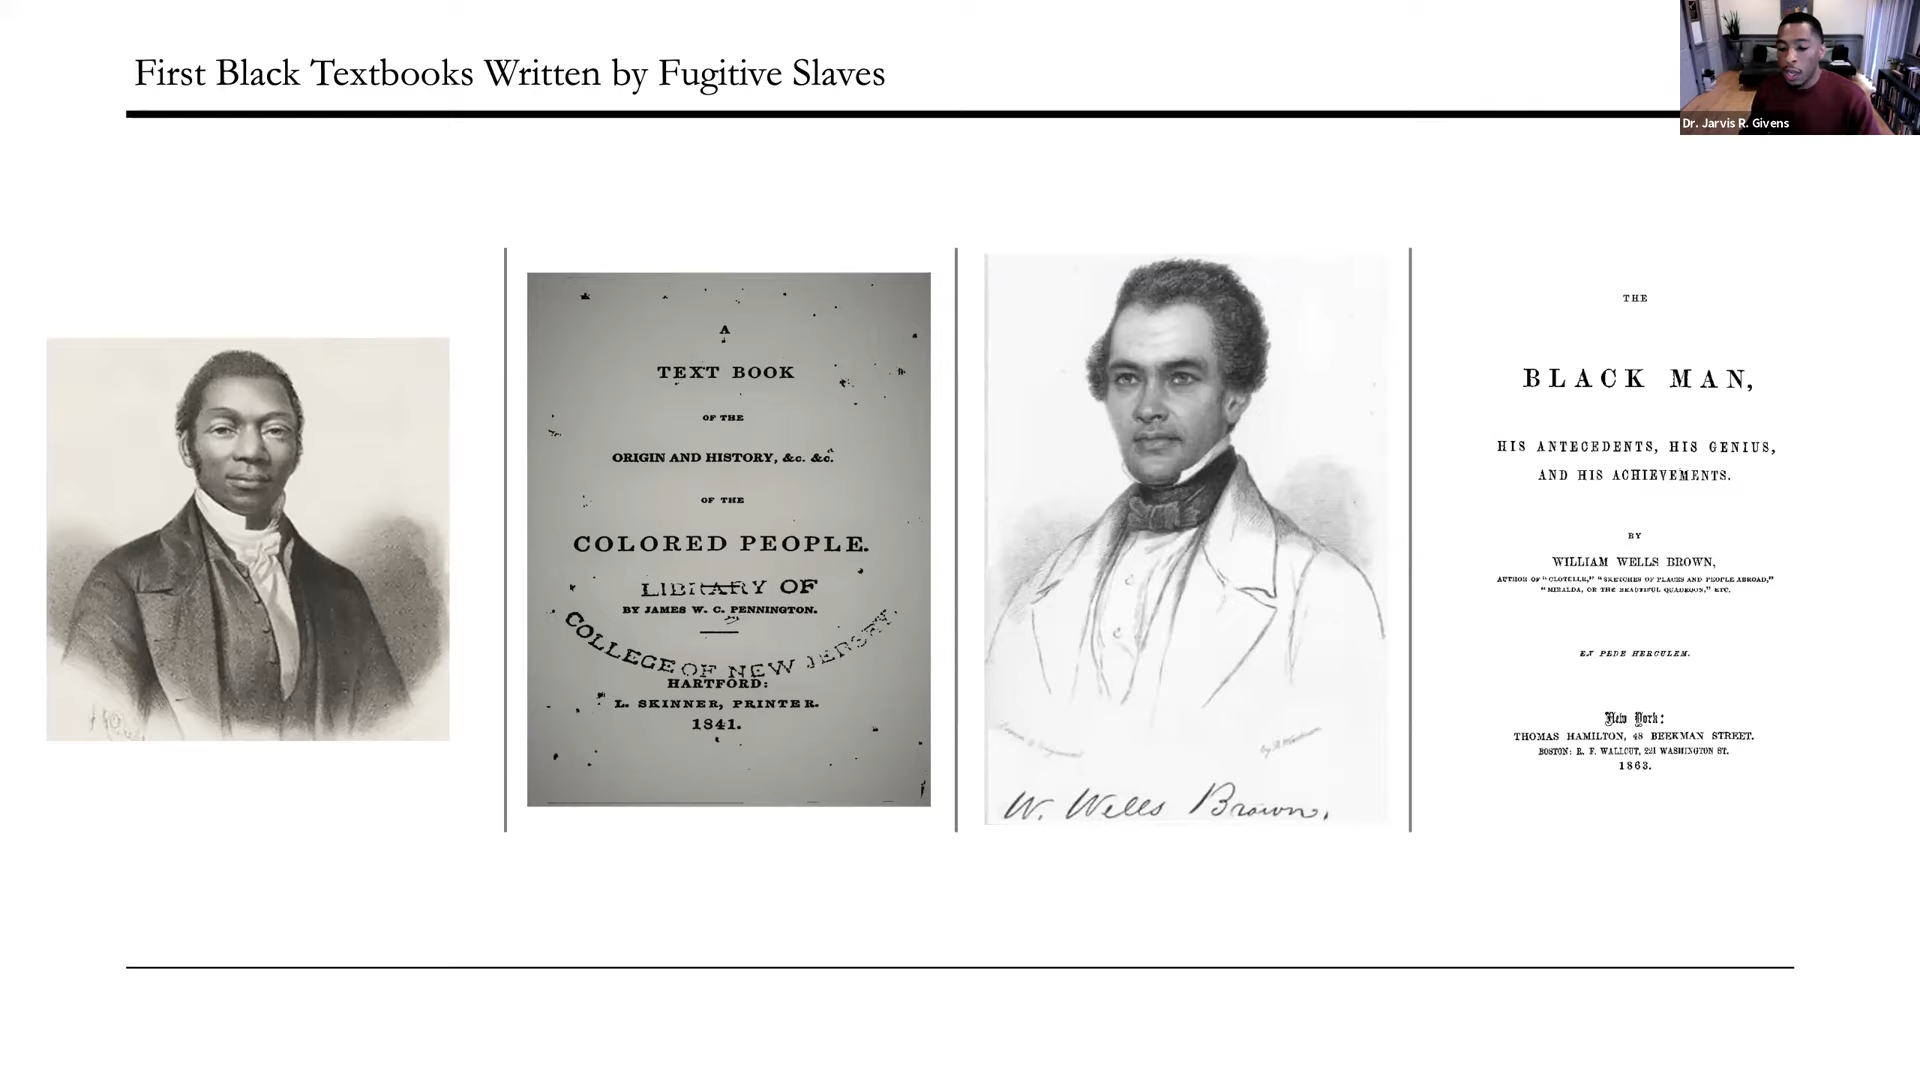 First Black Textbooks Written by Fugitive Slaves
Dr. Jarvis R. Givens
A
TEXT BOOK
OF THE
ORIGIN AND HISTORY, &c. &c.
OF THE
COLORED PEOPLE.
LIBRARY OF
BY JAMES W. C. PENNINGTON.
COLLEGE OF NEW JERSEY.
HARTFORD:
L. SKINNER, PRINTER.
1841.
W. Wells Brown.
THE
BLACK MAN,
HIS ANTECEDENTS, HIS GENIUS,
AND HIS ACHIEVEMENTS.
BY
WILLIAM WELLS BROWN,
AUTHOR OF "CLOTELLE," "SKETCHES OF PLACES AND PEOPLE ABROAD,"
"MIRALDA, OR THE BEAUTIFUL QUADROON," ETC.
EX PEDE HERCULEM.
New York:
THOMAS HAMILTON, 48 BEEKMAN STREET.
BOSTON: R. F. WALLCUT, 221 WASHINGTON ST.
1863.